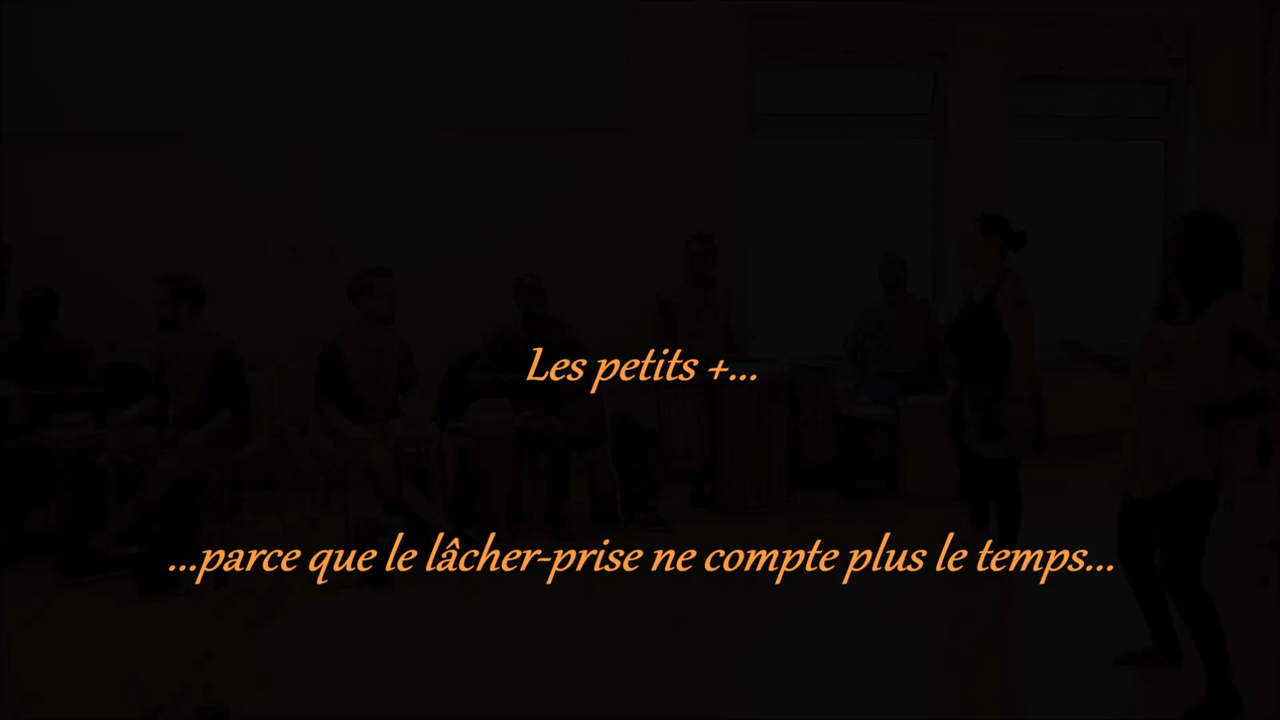 Les petits +...
...parce que le lâcher-prise ne compte plus le temps...